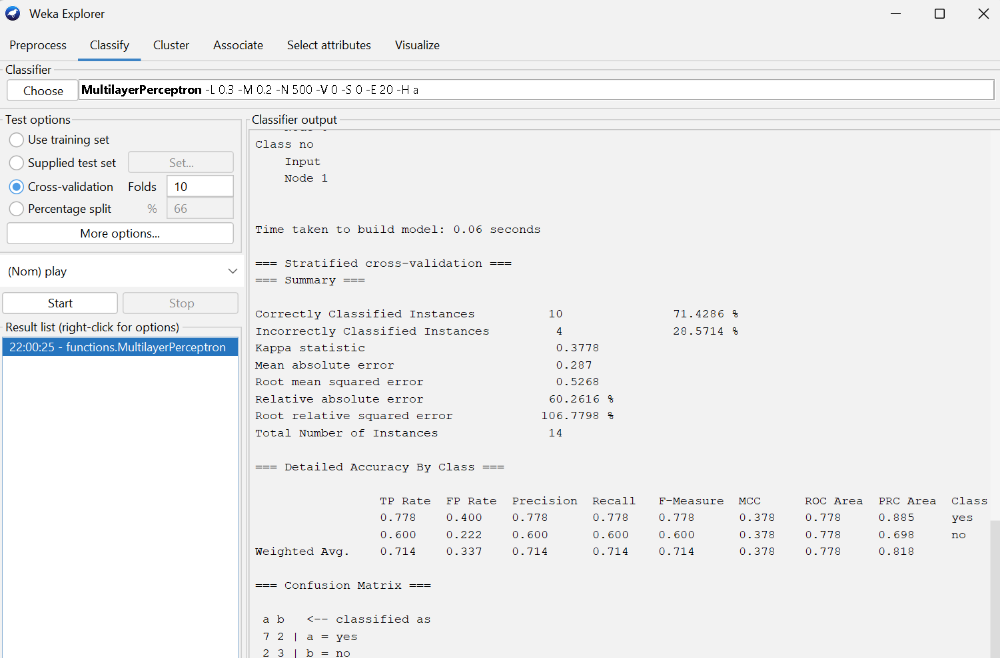 Weka Explorer
Preprocess Classify Cluster Associate Select attributes Visualize
Classifier
Choose MultilayerPerceptron -L 0.3 -M 0.2 -N 500 -V 0 -S 0 -E 20 -H a
Test options
Use training set
Supplied test set Set...
Cross-validation Folds 10
Percentage split % 66
More options...
(Nom) play
Start Stop
Result list (right-click for options)
22:00:25 - functions.MultilayerPerceptron
Classifier output
Class no
Input
Node 1
Time taken to build model: 0.06 seconds
=== Stratified cross-validation ===
=== Summary ===
Correctly Classified Instances 10 71.4286 %
Incorrectly Classified Instances 4 28.5714 %
Kappa statistic 0.3778
Mean absolute error 0.287
Root mean squared error 0.5268
Relative absolute error 60.2616 %
Root relative squared error 106.7798 %
Total Number of Instances 14
=== Detailed Accuracy By Class ===
TP Rate FP Rate Precision Recall F-Measure MCC ROC Area PRC Area Class
0.778 0.400 0.778 0.778 0.778 0.378 0.778 0.885 yes
0.600 0.222 0.600 0.600 0.600 0.378 0.778 0.698 no
Weighted Avg. 0.714 0.337 0.714 0.714 0.714 0.378 0.778 0.818
=== Confusion Matrix ===
a b <-- classified as
7 2 | a = yes
2 3 | b = no